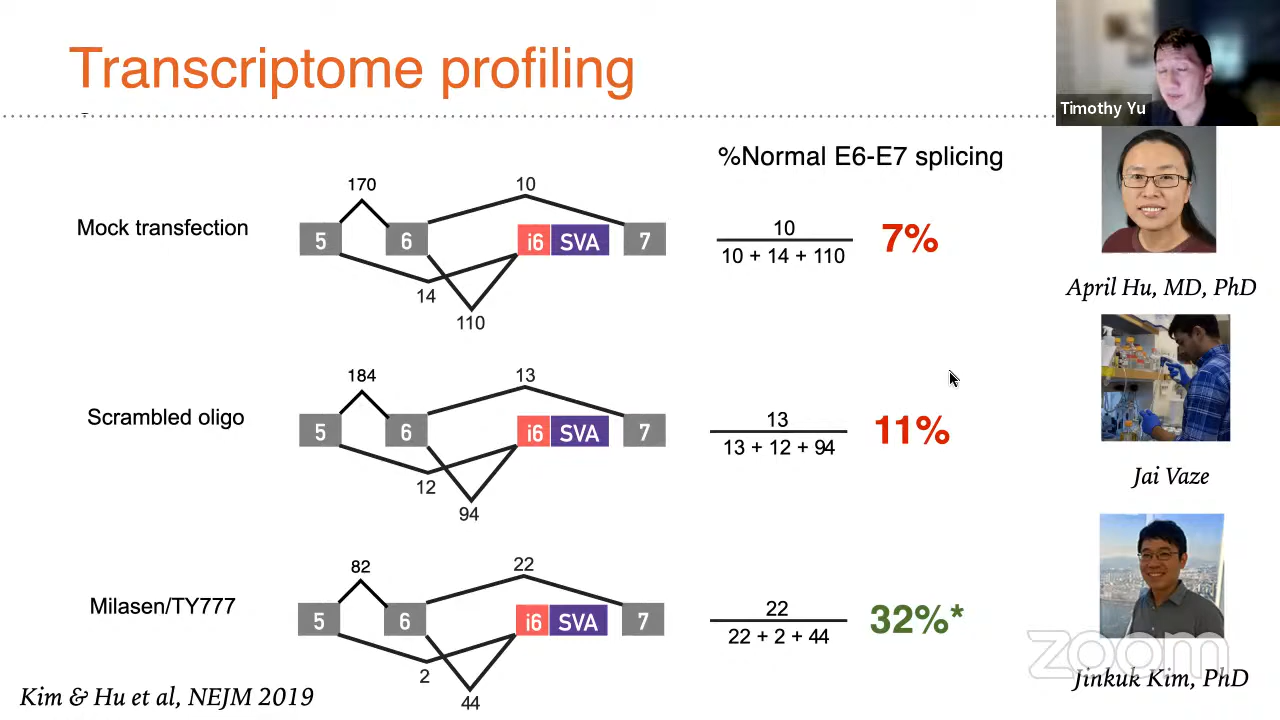 Transcriptome profiling
Timothy Yu
%Normal E6-E7 splicing
Mock transfection
170
10
5
6
i6
SVA
7
14
110
10
10 + 14 + 110
7%
April Hu, MD, PhD
Scrambled oligo
184
13
5
6
i6
SVA
7
12
94
13
13 + 12 + 94
11%
Jai Vaze
Milasen/TY777
82
22
5
6
i6
SVA
7
2
44
22
22 + 2 + 44
32%*
zoom
Jinkuk Kim, PhD
Kim & Hu et al, NEJM 2019